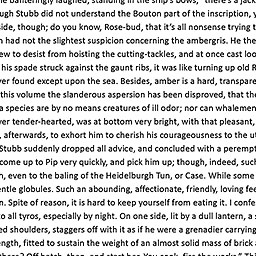 he banteringly laughed, standing in the ship's bows, "there's a jack
ugh Stubb did not understand the Bouton part of the inscription, y
side, though; do you know, Rose-bud, that it's all nonsense trying t
n had not the slightest suspicion concerning the ambergris. He the
ew to desist from hoisting the cutting-tackles, and at once cast loo
his spade struck against the gaunt ribs, it was like turning up old R
ver found except upon the sea. Besides, amber is a hard, transpare
this volume the slanderous aspersion has been disproved, that the
a species are by no means creatures of ill odor; nor can whalemen
ver tender-hearted, was at bottom very bright, with that pleasant,
, afterwards, to exhort him to cherish his courageousness to the ut
Stubb suddenly dropped all advice, and concluded with a peremp
come up to Pip very quickly, and pick him up; though, indeed, suc
n, even to the baling of the Heidelburgh Tun, or Case. While some
entle globules. Such an abounding, affectionate, friendly, loving fee
n. Spite of reason, it is hard to keep yourself from eating it. I confe
to all tyros, especially by night. On one side, lit by a dull lantern, a s
ed shoulders, staggers off with it as if he were a grenadier carrying
ength, fitted to sustain the weight of an almost solid mass of brick a